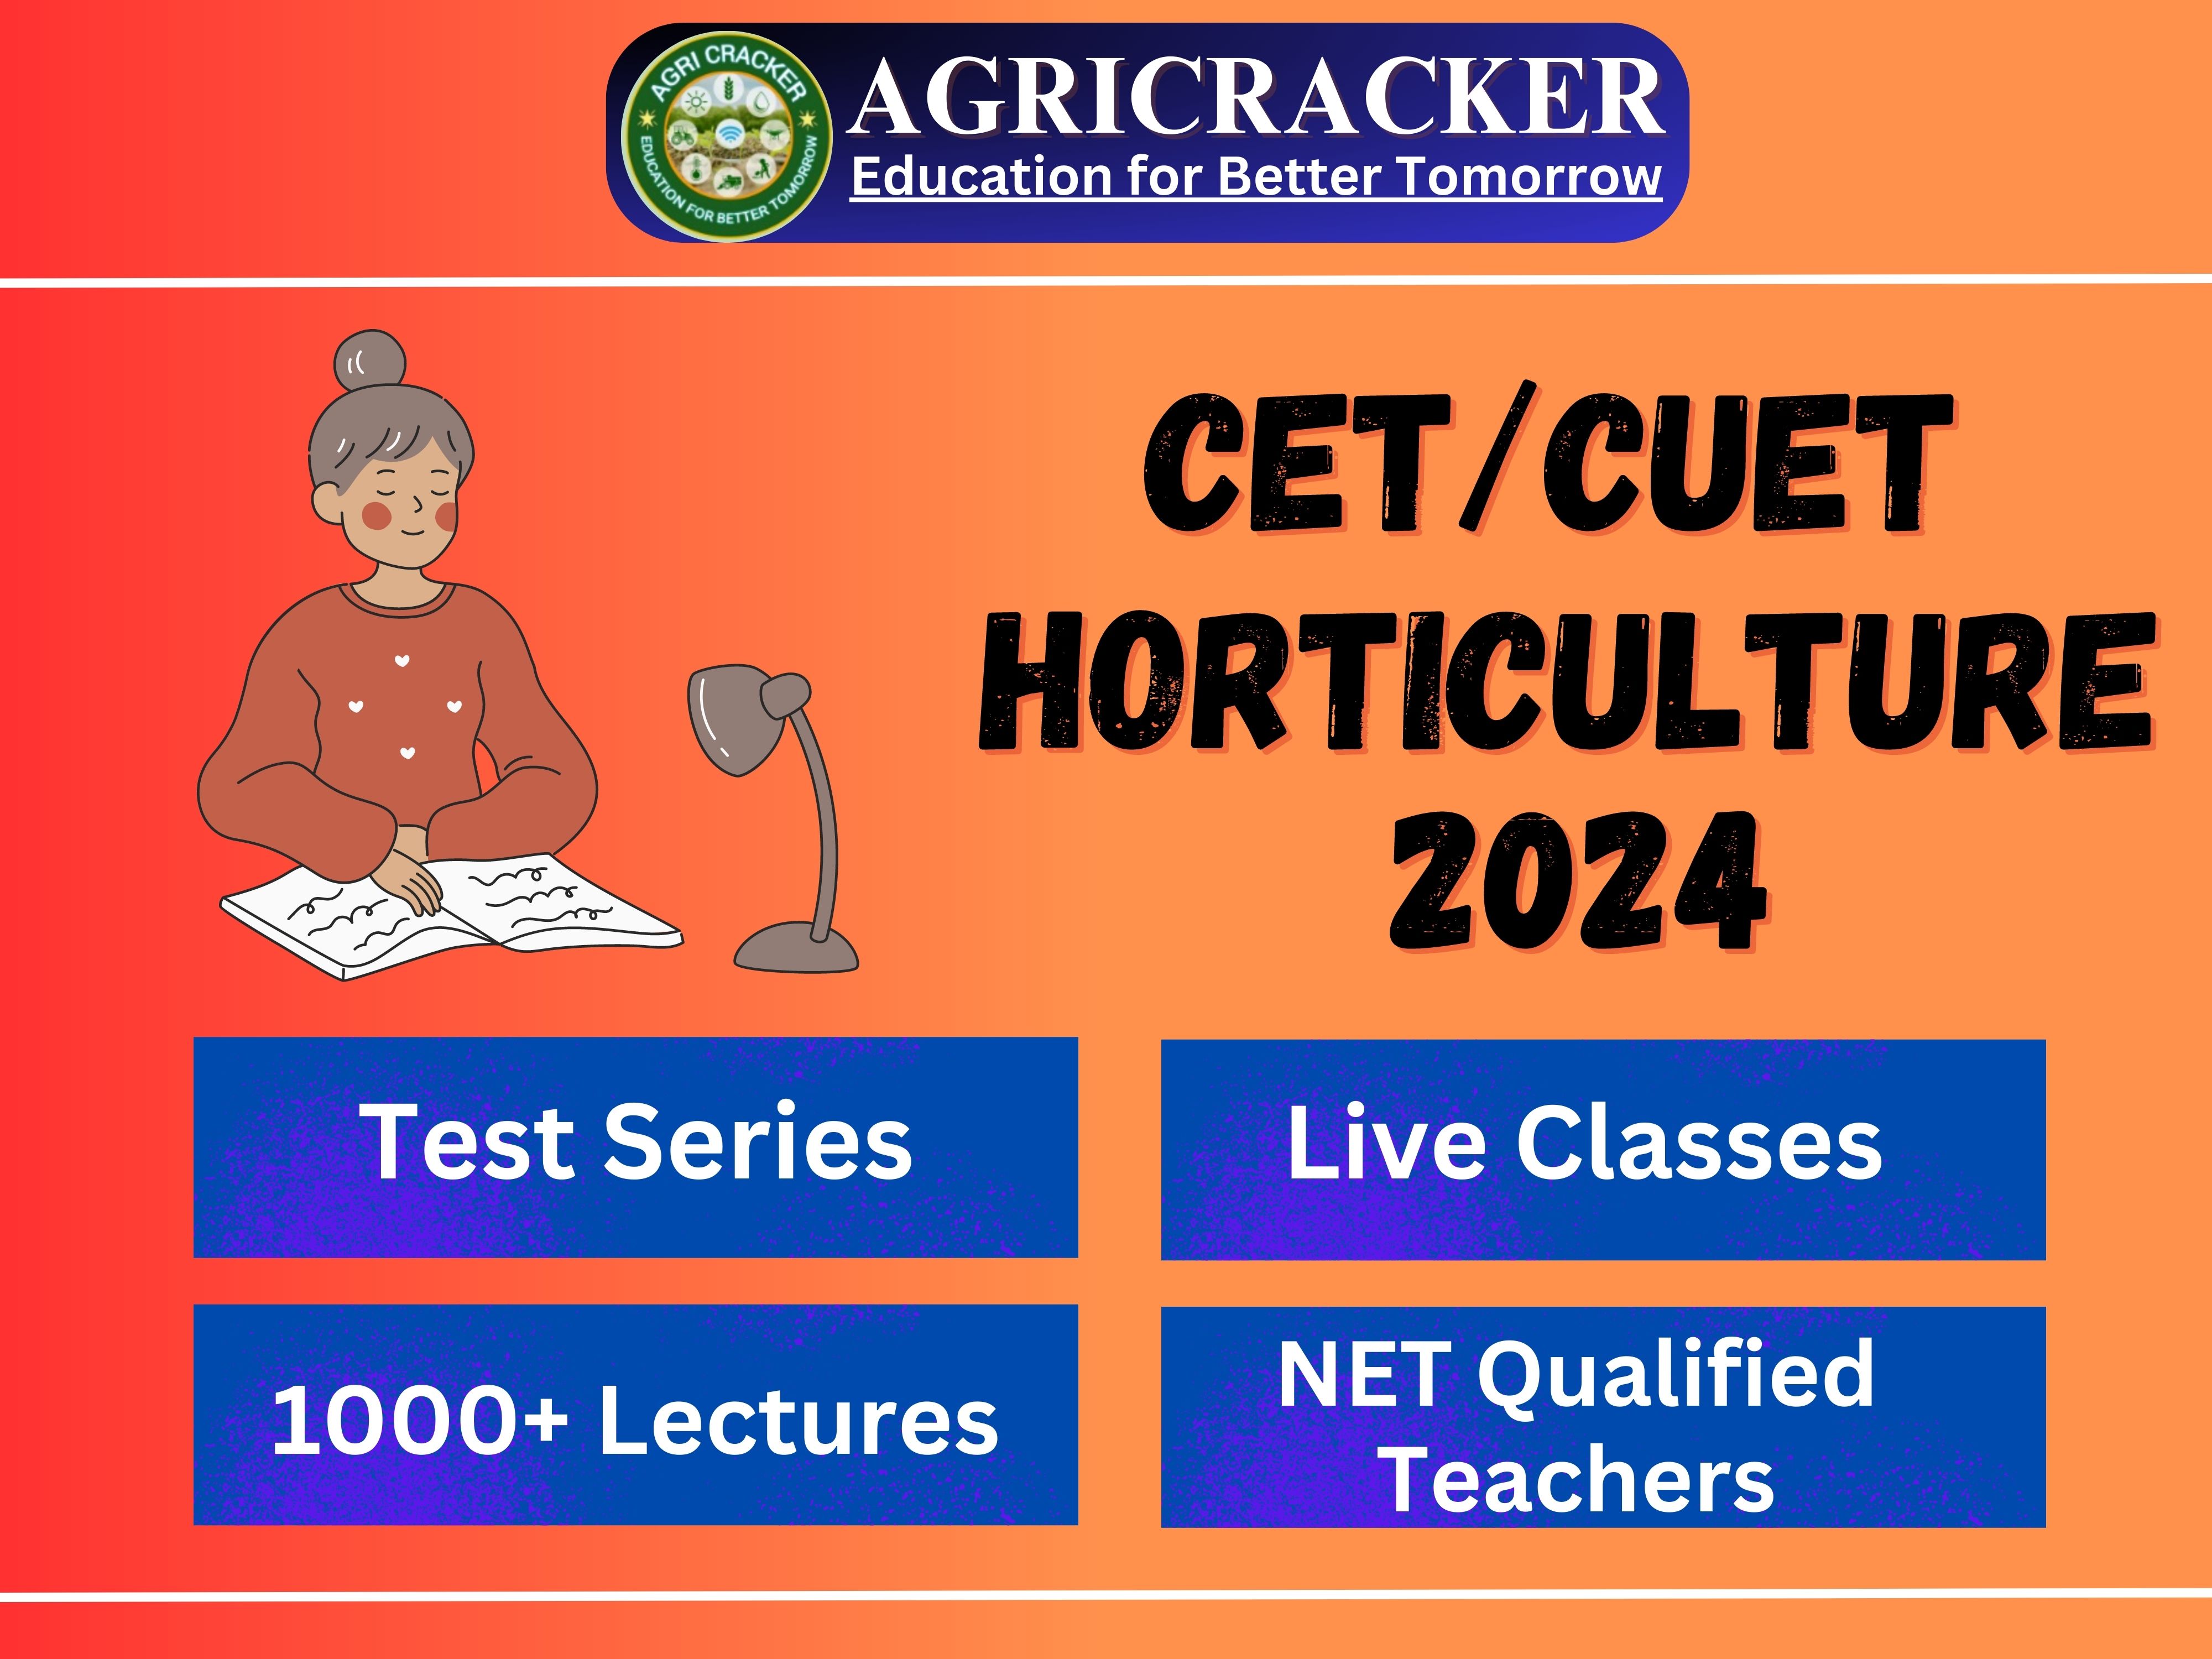 AGRI CRACKER
EDUCATION FOR BETTER TOMORROW
AGRICRACKER
Education for Better Tomorrow
CET/CUET
HORTICULTURE
2024
Test Series
Live Classes
1000+ Lectures
NET Qualified
Teachers